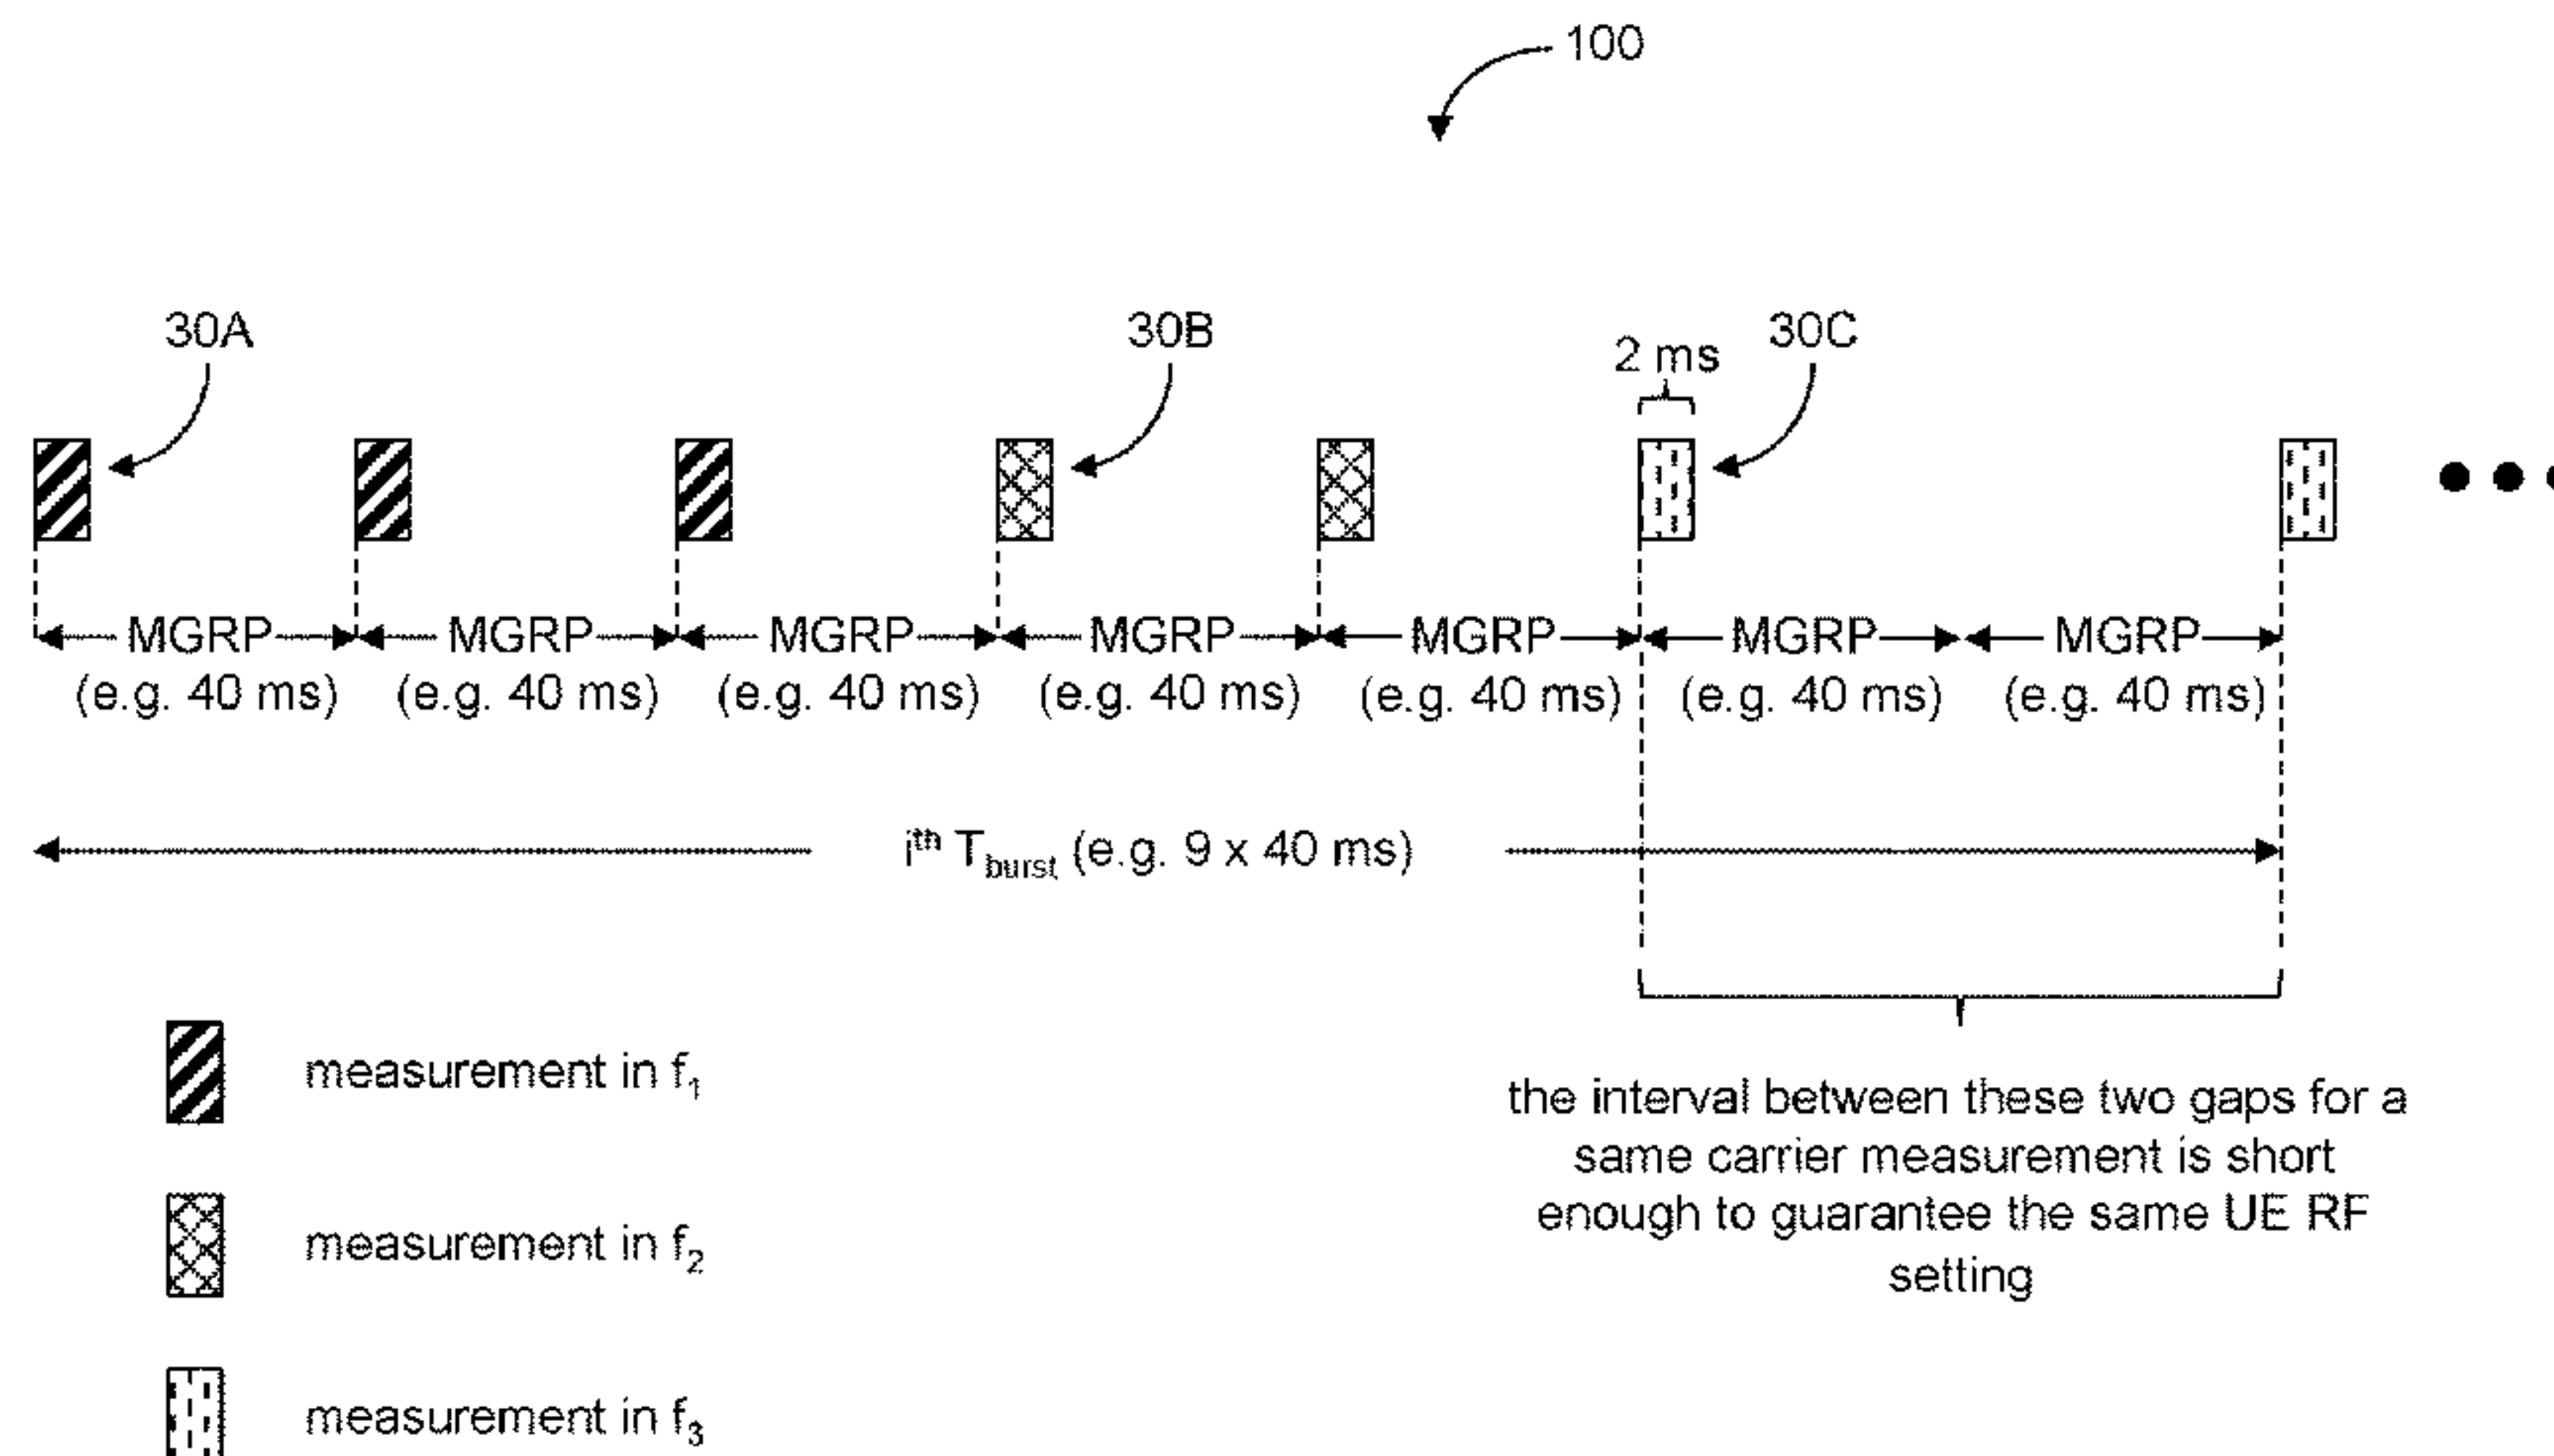 100
30A
30B
2 ms
30C
MGRP MGRP MGRP MGRP MGRP MGRP MGRP
(e.g. 40 ms) (e.g. 40 ms) (e.g. 40 ms) (e.g. 40 ms) (e.g. 40 ms) (e.g. 40 ms) (e.g. 40 ms)
ith Tburst (e.g. 9 x 40 ms)
measurement in f1
measurement in f2
measurement in f3
the interval between these two gaps for a
same carrier measurement is short
enough to guarantee the same UE RF
setting